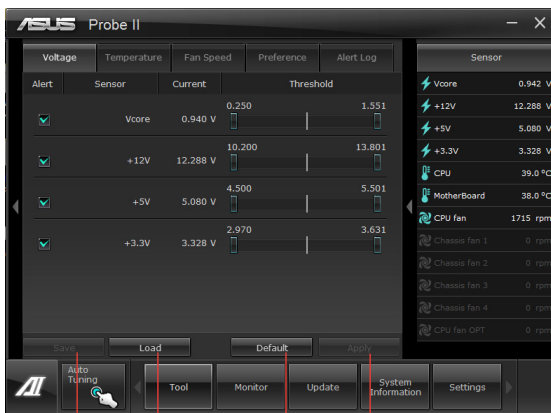 ASUS Probe II
Voltage Temperature Fan Speed Preference Alert Log
Alert Sensor Current Threshold
Vcore 0.940 V 0.250 1.551
+12V 12.288 V 10.200 13.801
+5V 5.080 V 4.500 5.501
+3.3V 3.328 V 2.970 3.631
Save Load Default Apply
Sensor
Vcore 0.942 V
+12V 12.288 V
+5V 5.080 V
+3.3V 3.328 V
CPU 39.0 ºC
MotherBoard 38.0 ºC
CPU fan 1715 rpm
Chassis fan 1 0 rpm
Chassis fan 2 0 rpm
Chassis fan 3 0 rpm
Chassis fan 4 0 rpm
CPU fan OPT 0 rpm
AI
Auto
Tuning
Tool
Monitor
Update
System
Information
Settings